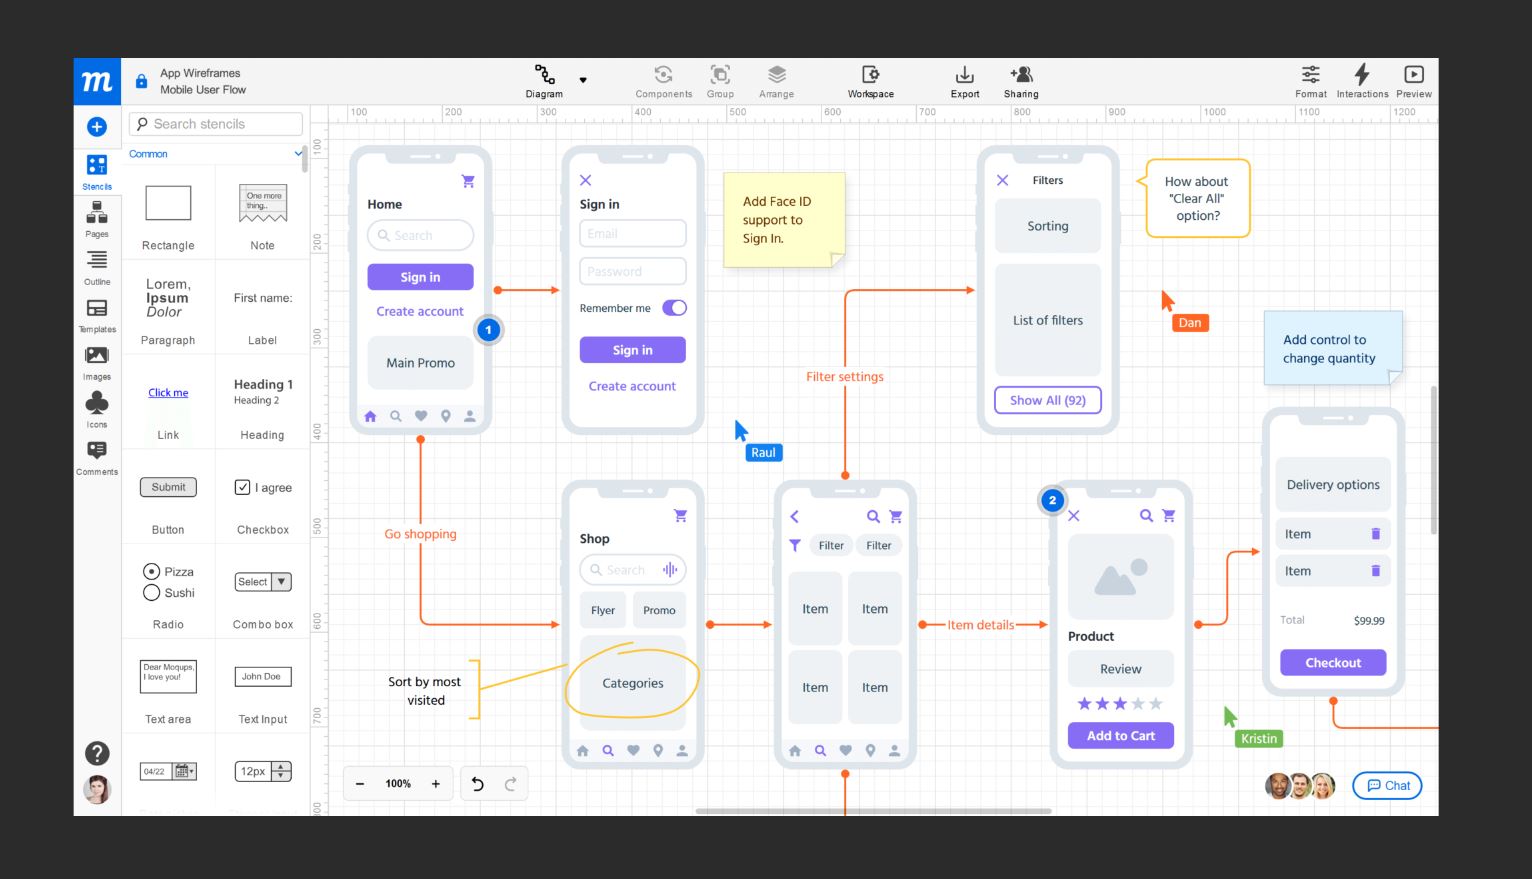 m
App Wireframes
Mobile User Flow
Diagram
Components
Group
Arrange
Workspace
Export
Sharing
Format
Interactions
Preview
Search stencils
Common
Stencils
Pages
Outline
Templates
Images
Icons
Comments
Rectangle
One more
thing..
Note
Lorem,
Ipsum
Dolor
Paragraph
First name:
Label
Click me
Link
Heading 1
Heading 2
Heading
Submit
Button
I agree
Checkbox
Pizza
Sushi
Radio
Select
Combo box
Dear Moqups,
I love you!
Text area
John Doe
Text Input
04/22
12px
?
100 200 300 400 500 600 700 800 900 1000 1100 1200
100
200
300
400
500
600
700
Home
Search
Sign in
Create account
1
Main Promo
Sign in
Email
Password
Remember me
Sign in
Create account
Add Face ID
support to
Sign In.
Filter settings
Filters
Sorting
List of filters
Show All (92)
How about
"Clear All"
option?
Dan
Add control to
change quantity
Raul
Go shopping
Shop
Search
Flyer
Promo
Categories
Sort by most
visited
Filter
Filter
Item
Item
Item
Item
Item details
2
Product
Review
Add to Cart
Delivery options
Item
Item
Total
$99.99
Checkout
Kristin
− 100% +
Chat